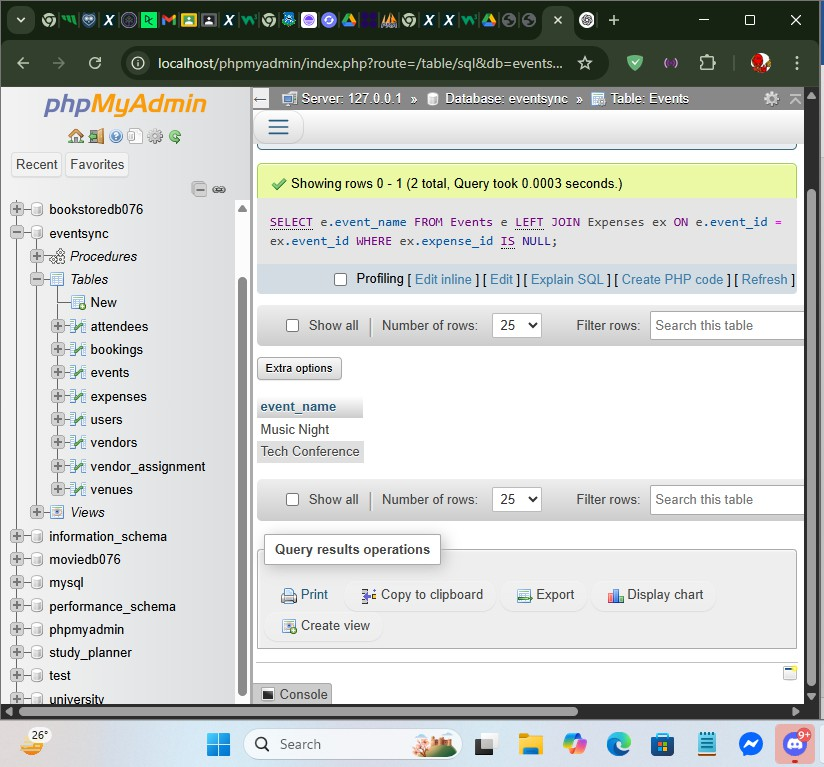 localhost/phpmyadmin/index.php?route=/table/sql&db=events...
phpMyAdmin
Recent
Favorites
bookstoredb076
eventsync
Procedures
Tables
New
attendees
bookings
events
expenses
users
vendors
vendor_assignment
venues
Views
information_schema
moviedb076
mysql
performance_schema
phpmyadmin
study_planner
test
university
Server: 127.0.0.1 » Database: eventsync » Table: Events
Showing rows 0 - 1 (2 total, Query took 0.0003 seconds.)
SELECT e.event_name FROM Events e LEFT JOIN Expenses ex ON e.event_id =
ex.event_id WHERE ex.expense_id IS NULL;
Profiling [ Edit inline ] [ Edit ] [ Explain SQL ] [ Create PHP code ] [ Refresh ]
Show all | Number of rows: 25 Filter rows: Search this table
Extra options
event_name
Music Night
Tech Conference
Show all | Number of rows: 25 Filter rows: Search this table
Query results operations
Print Copy to clipboard Export Display chart
Create view
Console
26°
Search
9+